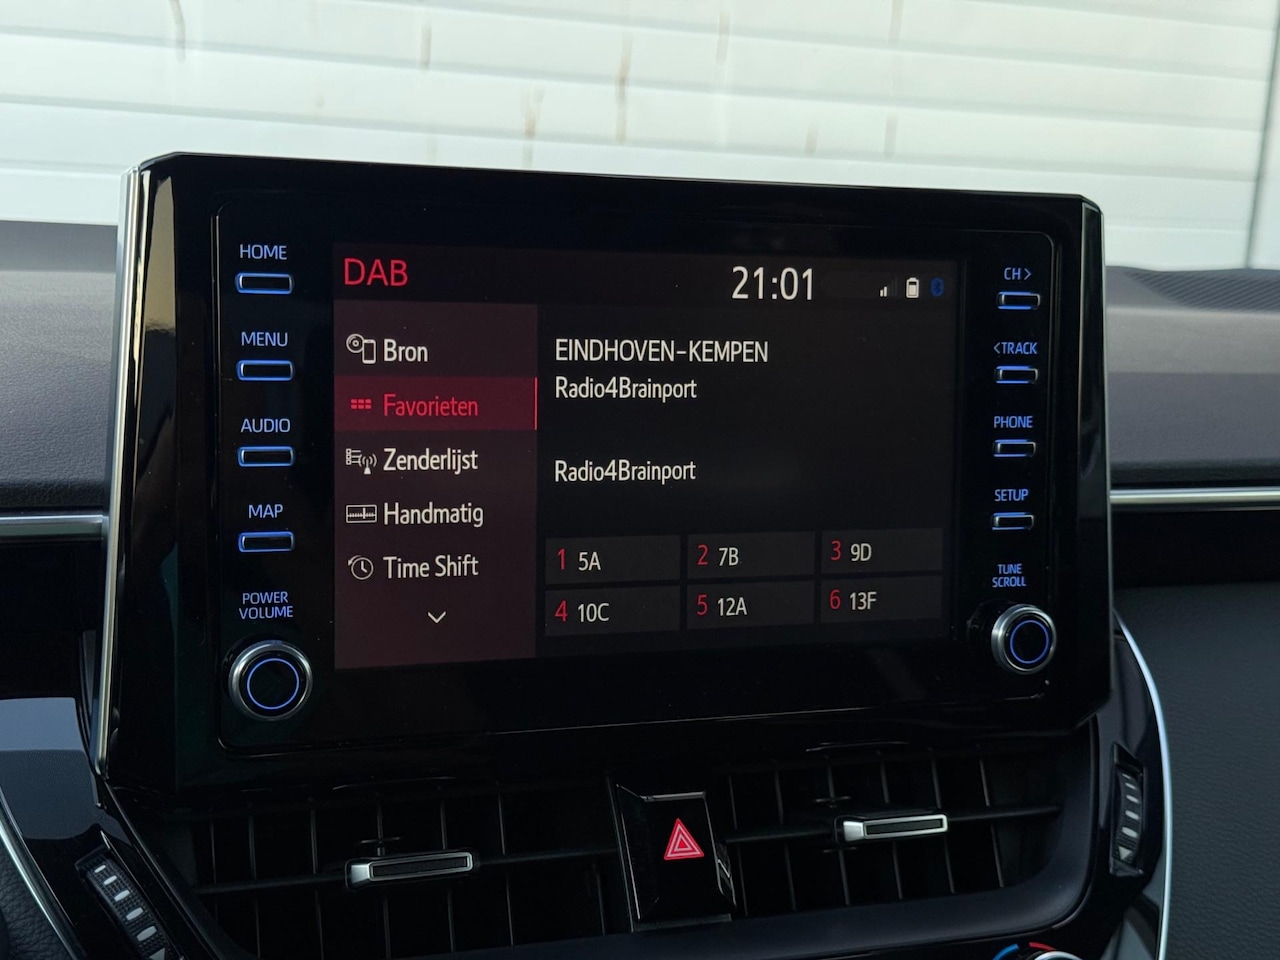 HOME
MENU
AUDIO
MAP
POWER
VOLUME
DAB
21:01
Bron
Favorieten
Zenderlijst
Handmatig
Time Shift
EINDHOVEN-KEMPEN
Radio4Brainport
Radio4Brainport
1 5A
2 7B
3 9D
4 10C
5 12A
6 13F
CH>
<TRACK
PHONE
SETUP
TUNE
SCROLL